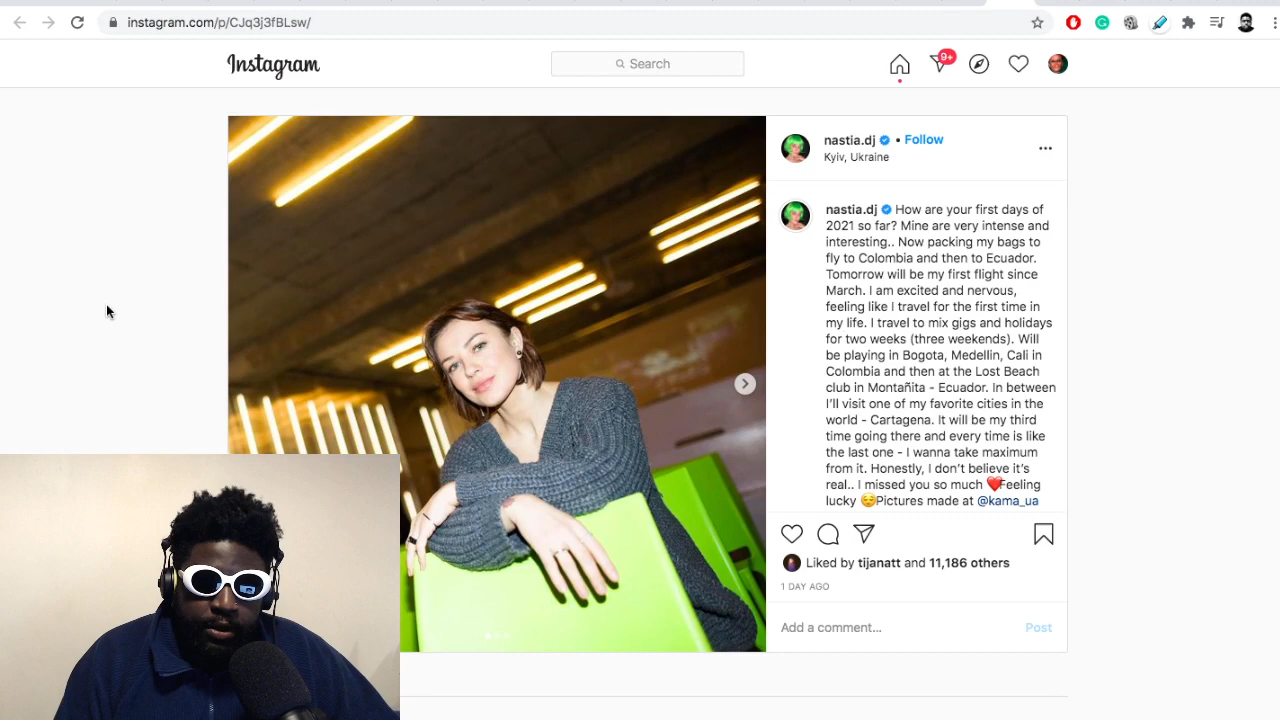 instagram.com/p/CJq3j3fBLsw/
Instagram
Search
9+
nastia.dj • Follow
Kyiv, Ukraine
nastia.dj How are your first days of
2021 so far? Mine are very intense and
interesting.. Now packing my bags to
fly to Colombia and then to Ecuador.
Tomorrow will be my first flight since
March. I am excited and nervous,
feeling like I travel for the first time in
my life. I travel to mix gigs and holidays
for two weeks (three weekends). Will
be playing in Bogota, Medellin, Cali in
Colombia and then at the Lost Beach
club in Montañita - Ecuador. In between
I'll visit one of my favorite cities in the
world - Cartagena. It will be my third
time going there and every time is like
the last one - I wanna take maximum
from it. Honestly, I don't believe it's
real.. I missed you so much ❤️Feeling
lucky 😌Pictures made at @kama_ua
Liked by tijanatt and 11,186 others
1 DAY AGO
Add a comment...
Post